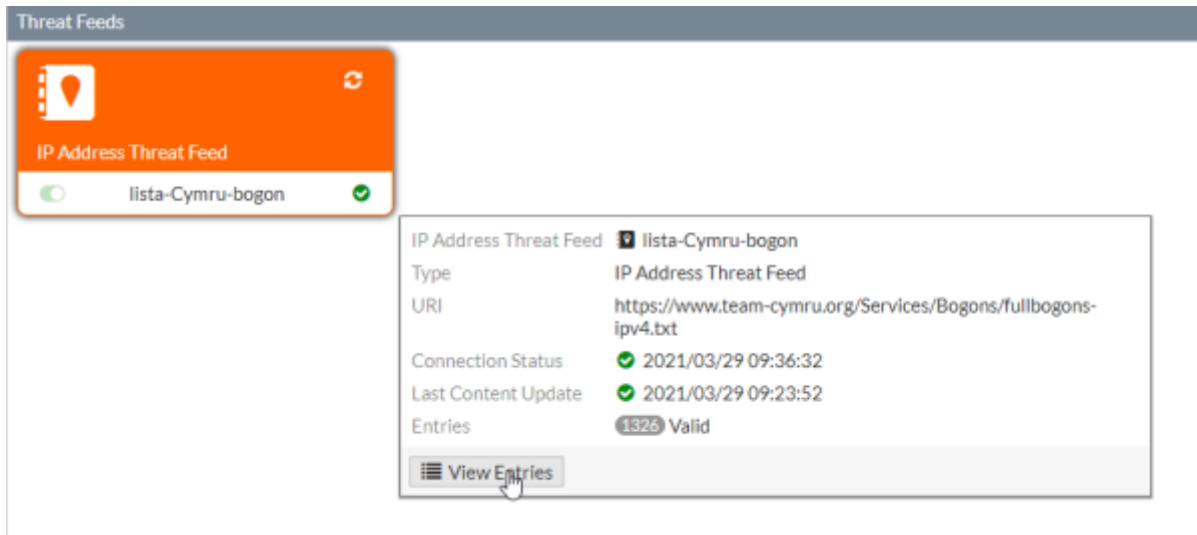 Threat Feeds
IP Address Threat Feed
lista-Cymru-bogon
IP Address Threat Feed lista-Cymru-bogon
Type IP Address Threat Feed
URI https://www.team-cymru.org/Services/Bogons/fullbogons-
ipv4.txt
Connection Status 2021/03/29 09:36:32
Last Content Update 2021/03/29 09:23:52
Entries 1326 Valid
View Entries